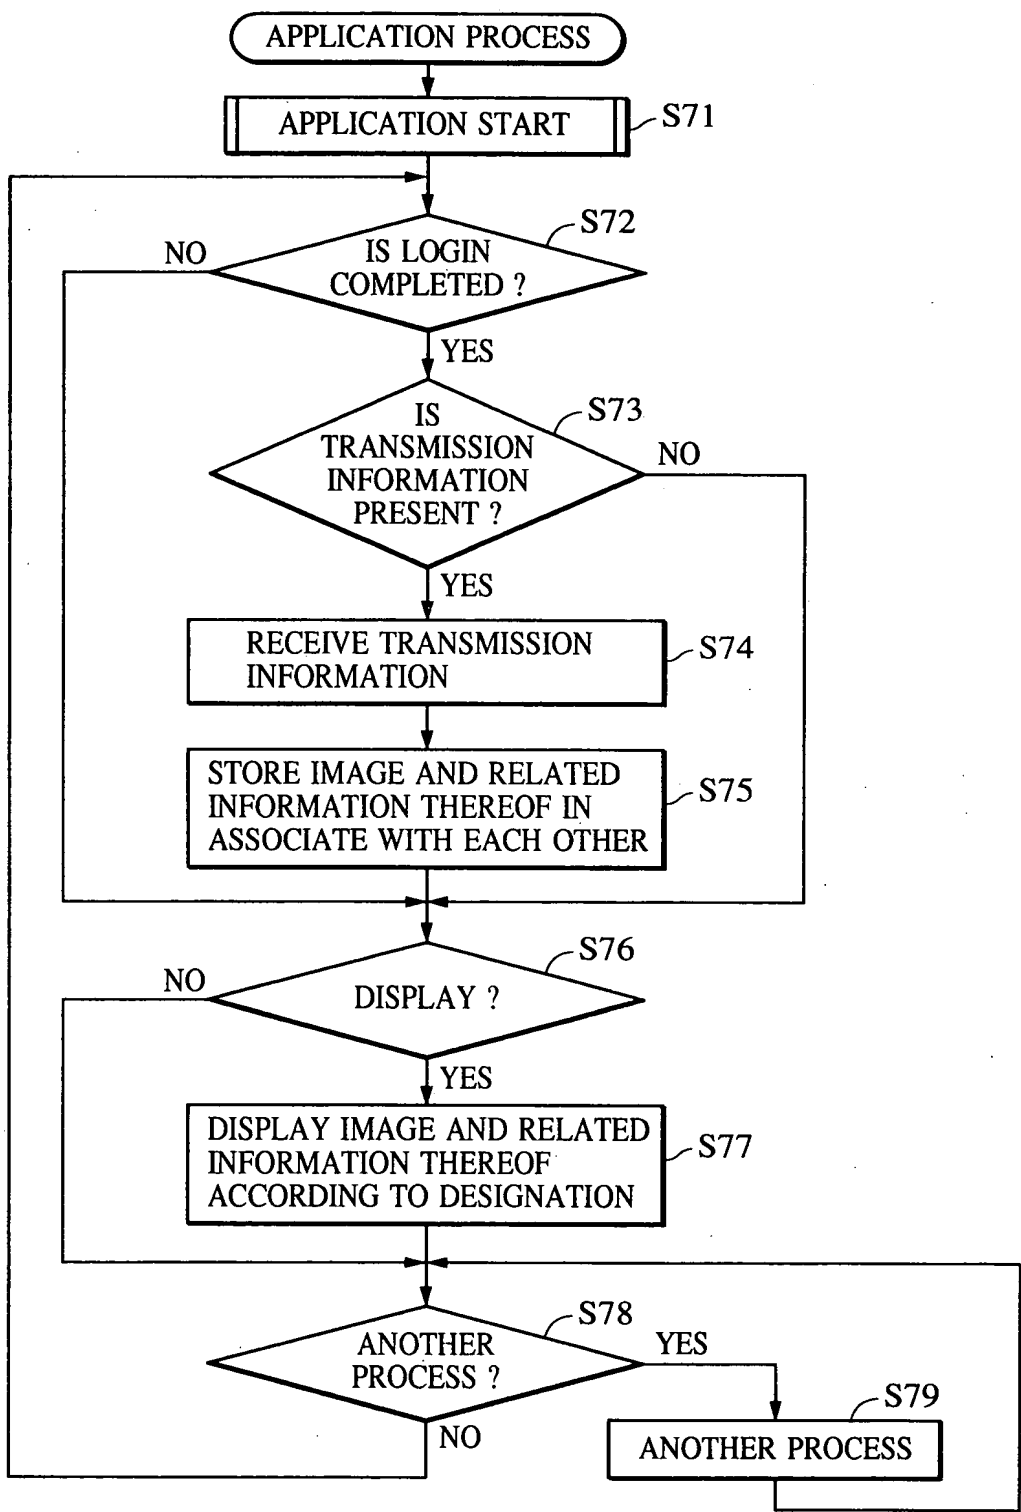 APPLICATION PROCESS
APPLICATION START
S71
S72
NO
IS LOGIN
COMPLETED ?
YES
S73
IS
TRANSMISSION
INFORMATION
PRESENT ?
NO
YES
RECEIVE TRANSMISSION
INFORMATION
S74
STORE IMAGE AND RELATED
INFORMATION THEREOF IN
ASSOCIATE WITH EACH OTHER
S75
S76
NO
DISPLAY ?
YES
DISPLAY IMAGE AND RELATED
INFORMATION THEREOF
ACCORDING TO DESIGNATION
S77
S78
ANOTHER
PROCESS ?
YES
NO
S79
ANOTHER PROCESS